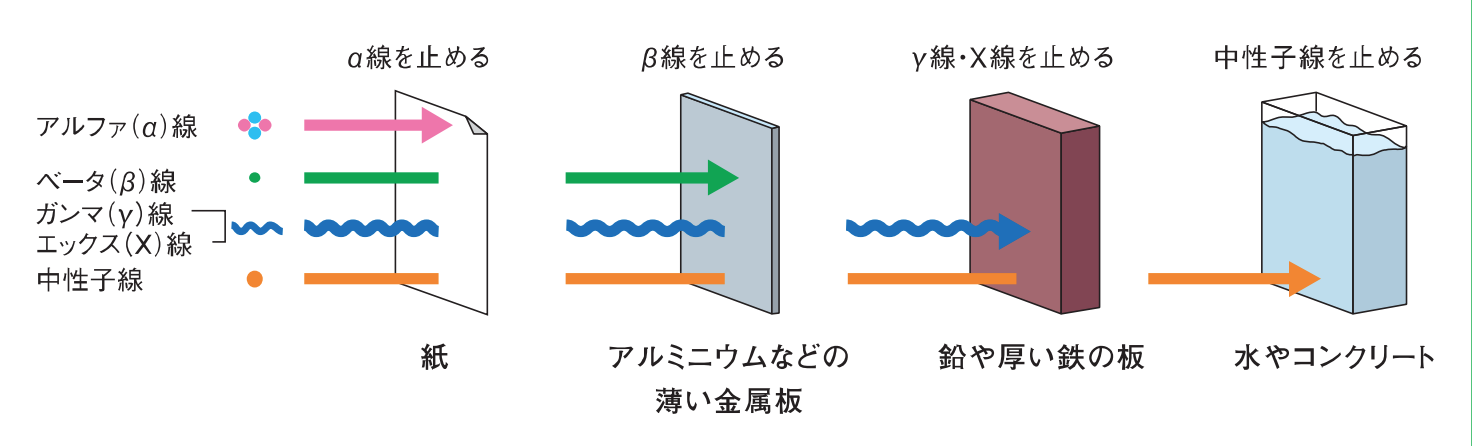 α線を止める
β線を止める
γ線・X線を止める
中性子線を止める
アルファ(α)線
ベータ(β)線
ガンマ(γ)線
エックス(X)線
中性子線
紙
アルミニウムなどの
薄い金属板
鉛や厚い鉄の板
水やコンクリート